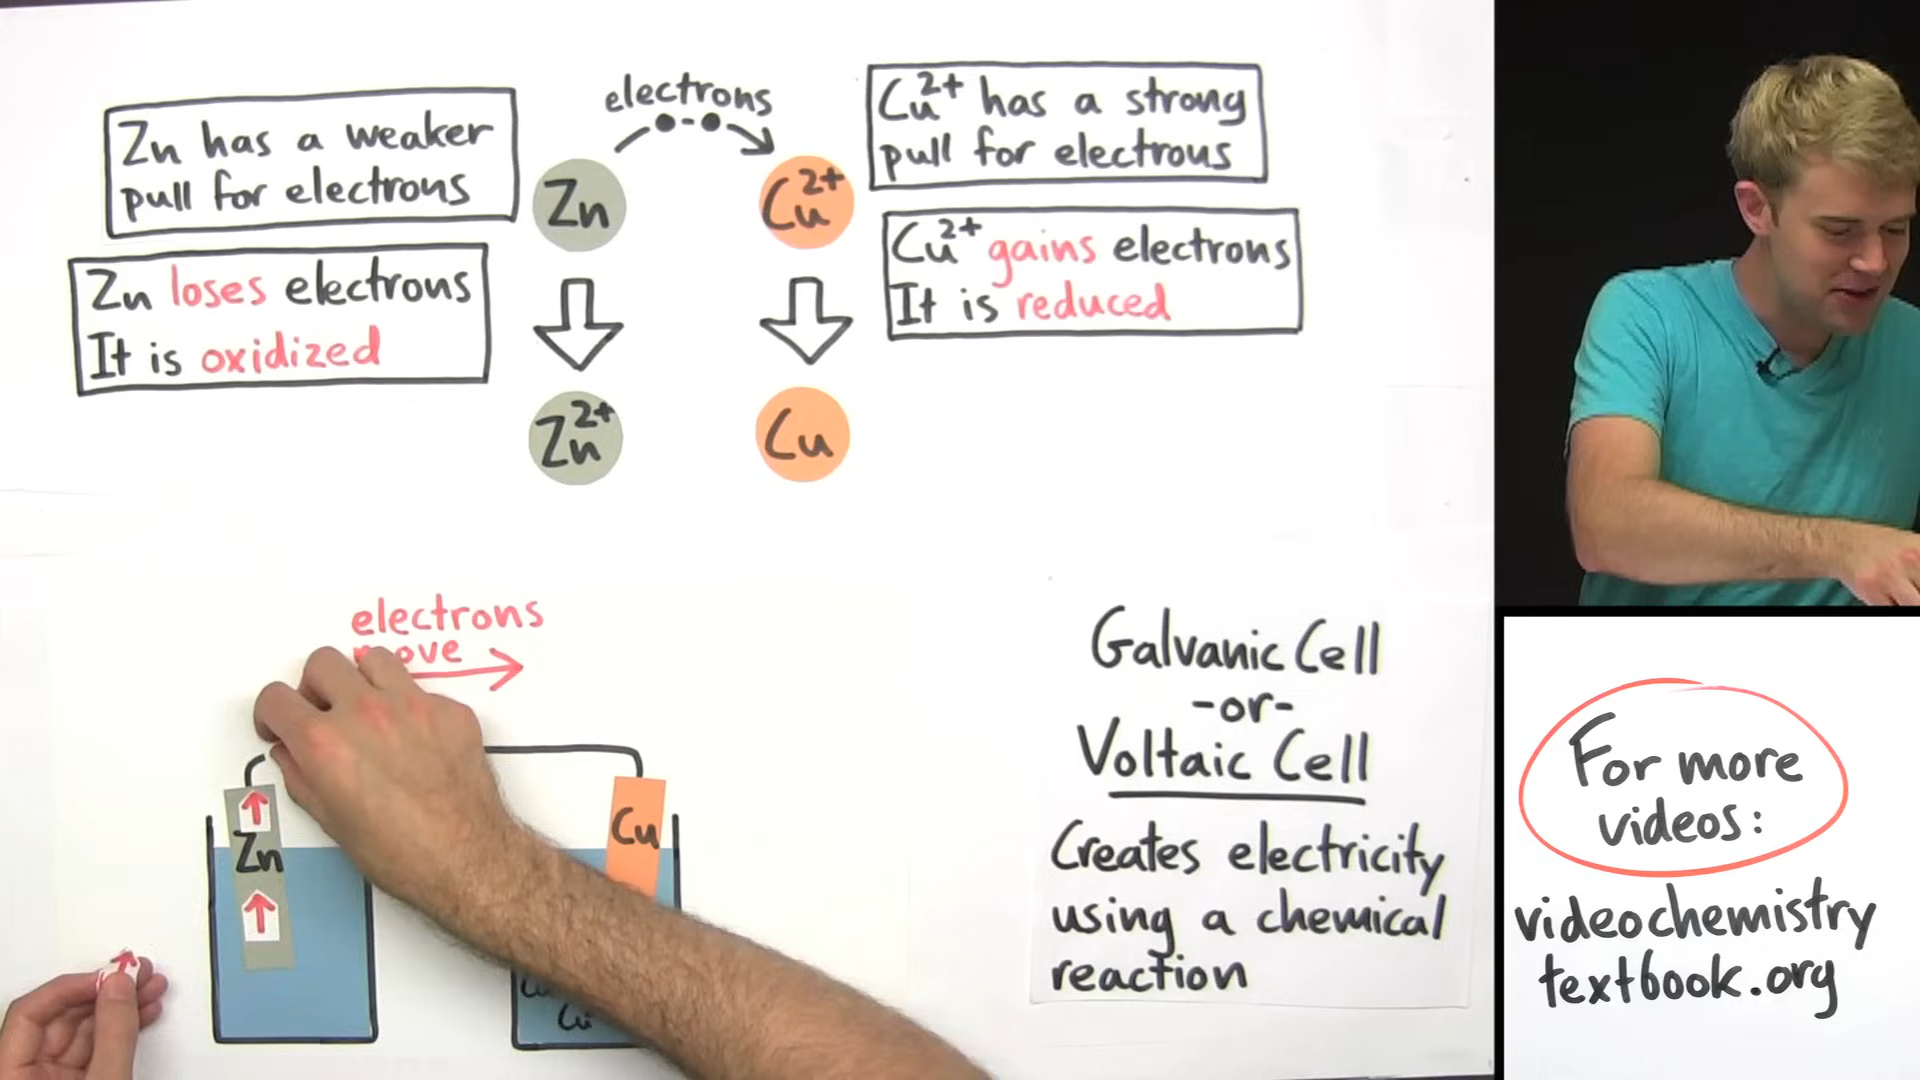 Zn has a weaker
pull for electrons
Zn loses electrons
It is oxidized
electrons
Zn
Cu2+
Zn2+
Cu
Cu2+ has a strong
pull for electrons
Cu2+ gains electrons
It is reduced
electrons
move
Zn
Cu
Galvanic Cell
-or-
Voltaic Cell
Creates electricity
using a chemical
reaction
For more
videos:
videochemistry
textbook.org